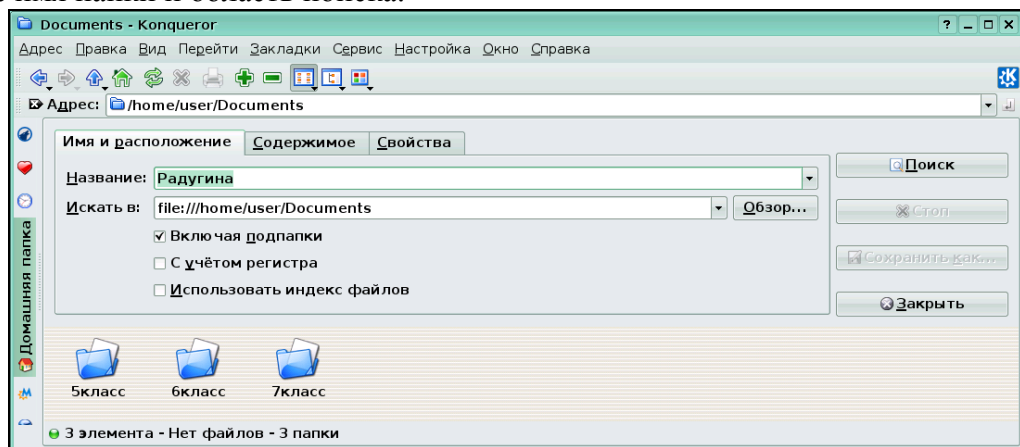 имя папки и область поиска.
Documents - Konqueror
Адрес Правка Вид Перейти Закладки Сервис Настройка Окно Справка
Адрес: /home/user/Documents
Имя и расположение Содержимое Свойства
Название: Радугина
Поиск
Искать в: file:///home/user/Documents Обзор...
Стоп
Включая подпапки
С учётом регистра
Сохранить как...
Использовать индекс файлов
Закрыть
Домашняя папка
5класс 6класс 7класс
3 элемента - Нет файлов - 3 папки